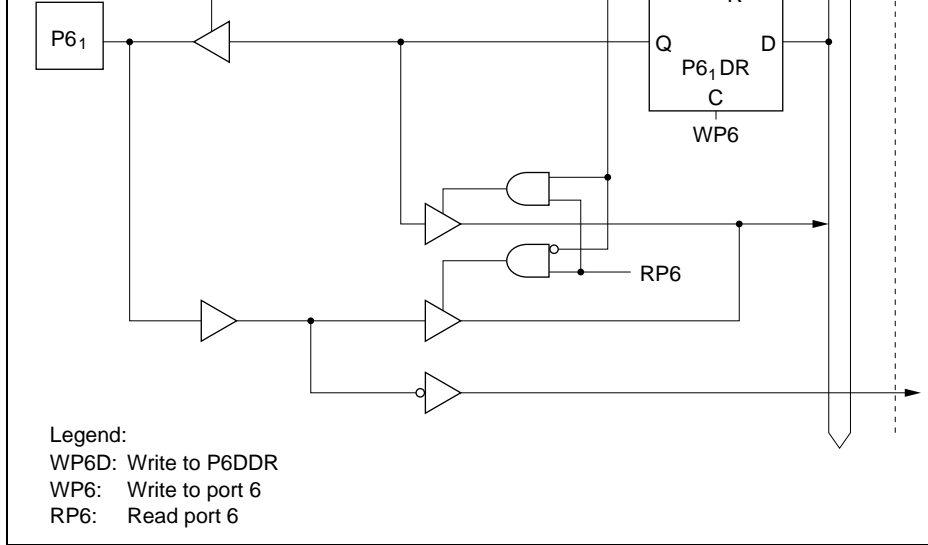 R
P6₁
Q D
P6₁DR
C
WP6
RP6
Legend:
WP6D: Write to P6DDR
WP6: Write to port 6
RP6: Read port 6